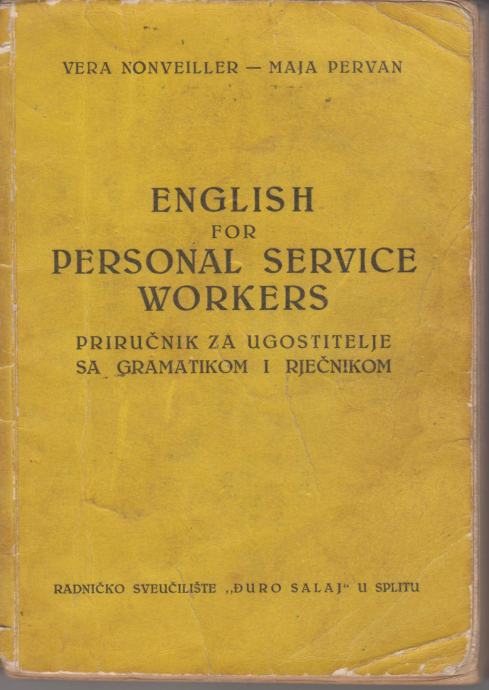 VERA NONVEILLER — MAJA PERVAN
ENGLISH
FOR
PERSONAL SERVICE
WORKERS
PRIRUČNIK ZA UGOSTITELJE
SA GRAMATIKOM I RJEČNIKOM
RADNIČKO SVEUČILIŠTE „ĐURO SALAJ“ U SPLITU